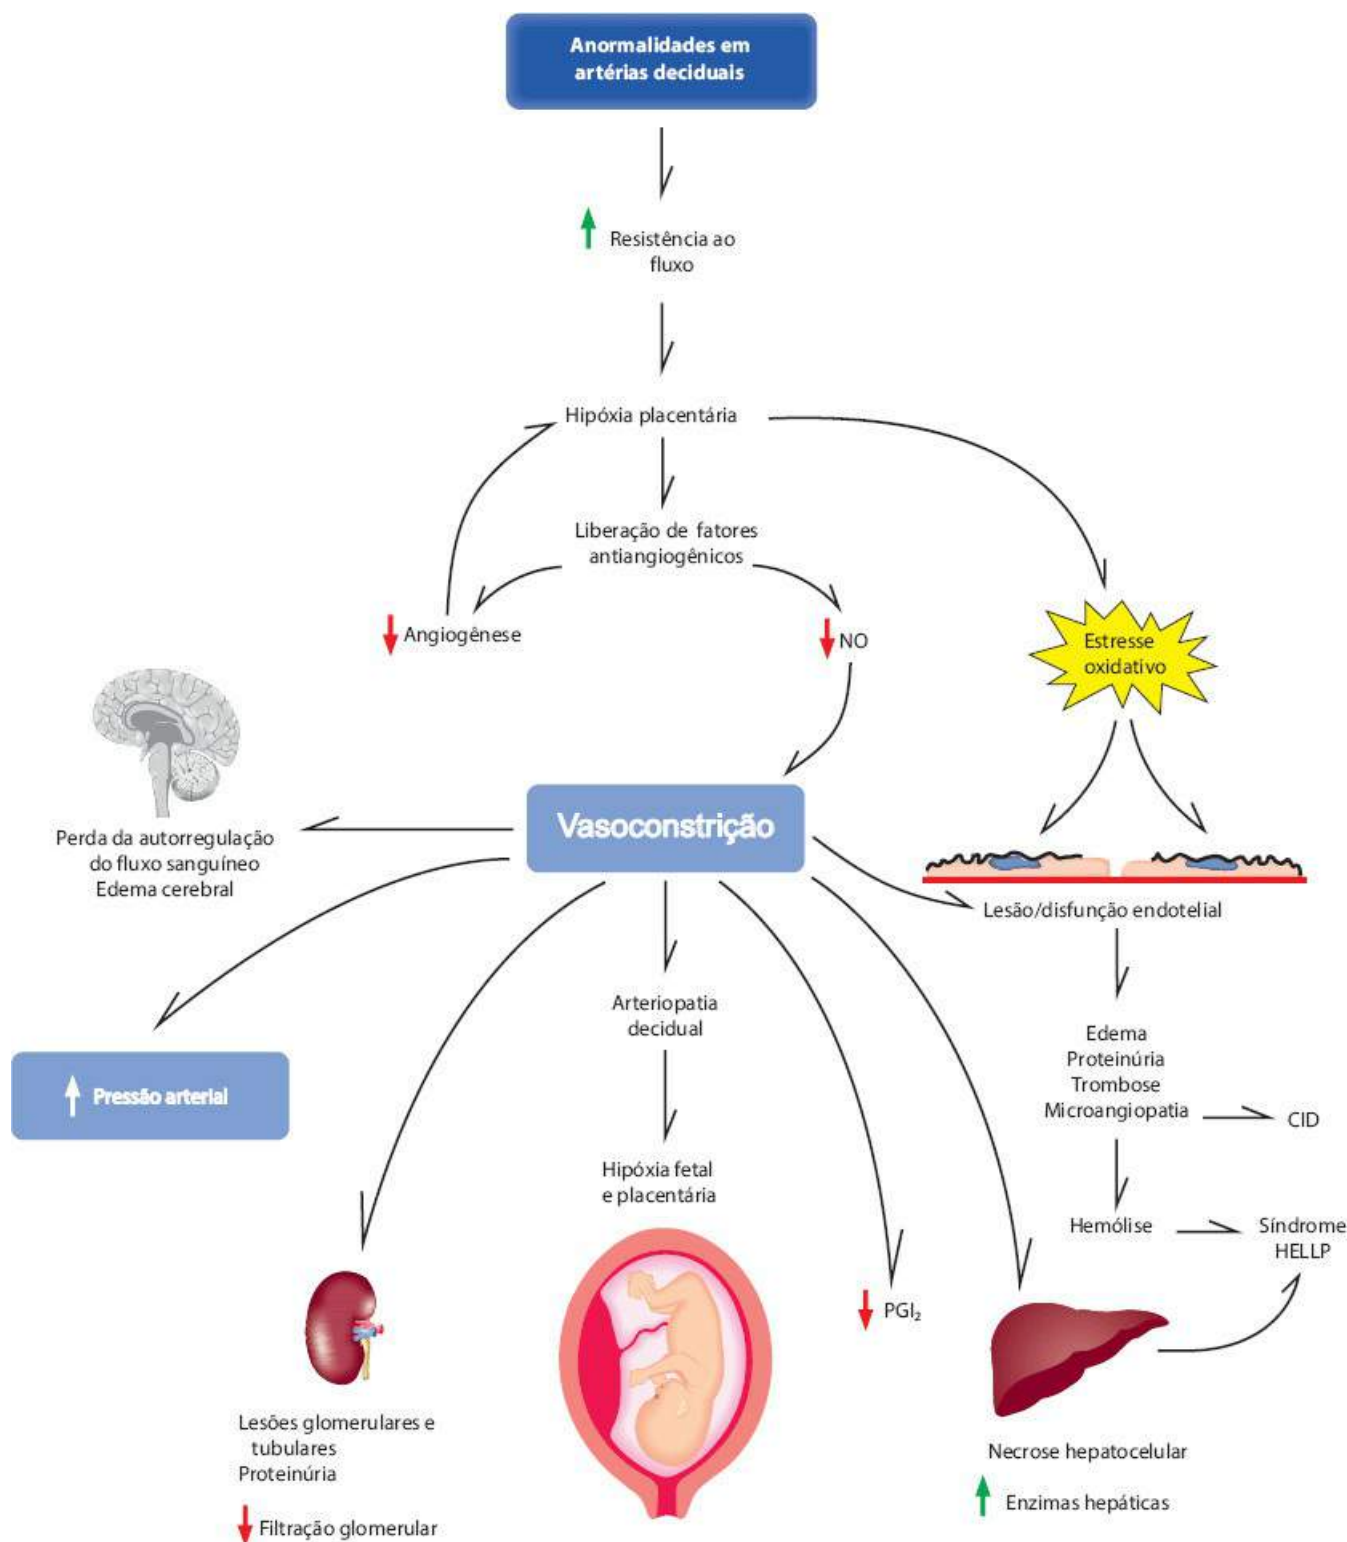 Anormalidades em
artérias deciduais
Resistência ao
fluxo
Hipóxia placentária
Liberação de fatores
antiangiogênicos
Angiogênese
NO
Estresse
oxidativo
Perda da autorregulação
do fluxo sanguíneo
Edema cerebral
Vasoconstrição
Lesão/disfunção endotelial
Arteriopatia
decidual
Edema
Proteinúria
Trombose
Microangiopatia
CID
Pressão arterial
Hipóxia fetal
e placentária
Hemólise
Síndrome
HELLP
PGI₂
Lesões glomerulares e
tubulares
Proteinúria
Filtração glomerular
Necrose hepatocelular
Enzimas hepáticas